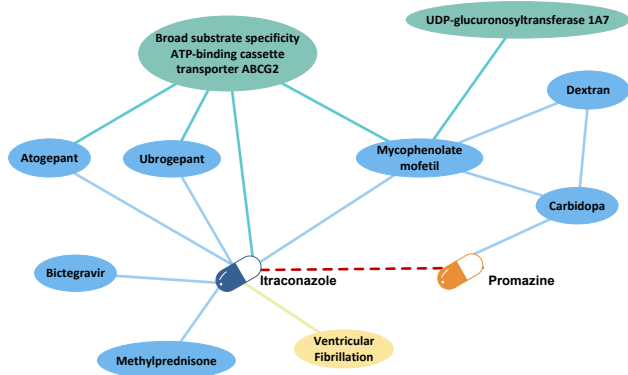 UDP-glucuronosyltransferase 1A7
Broad substrate specificity
ATP-binding cassette
transporter ABCG2
Dextran
Atogepant
Ubrogepant
Mycophenolate
mofetil
Carbidopa
Bictegravir
Itraconazole
Promazine
Ventricular
Fibrillation
Methylprednisone